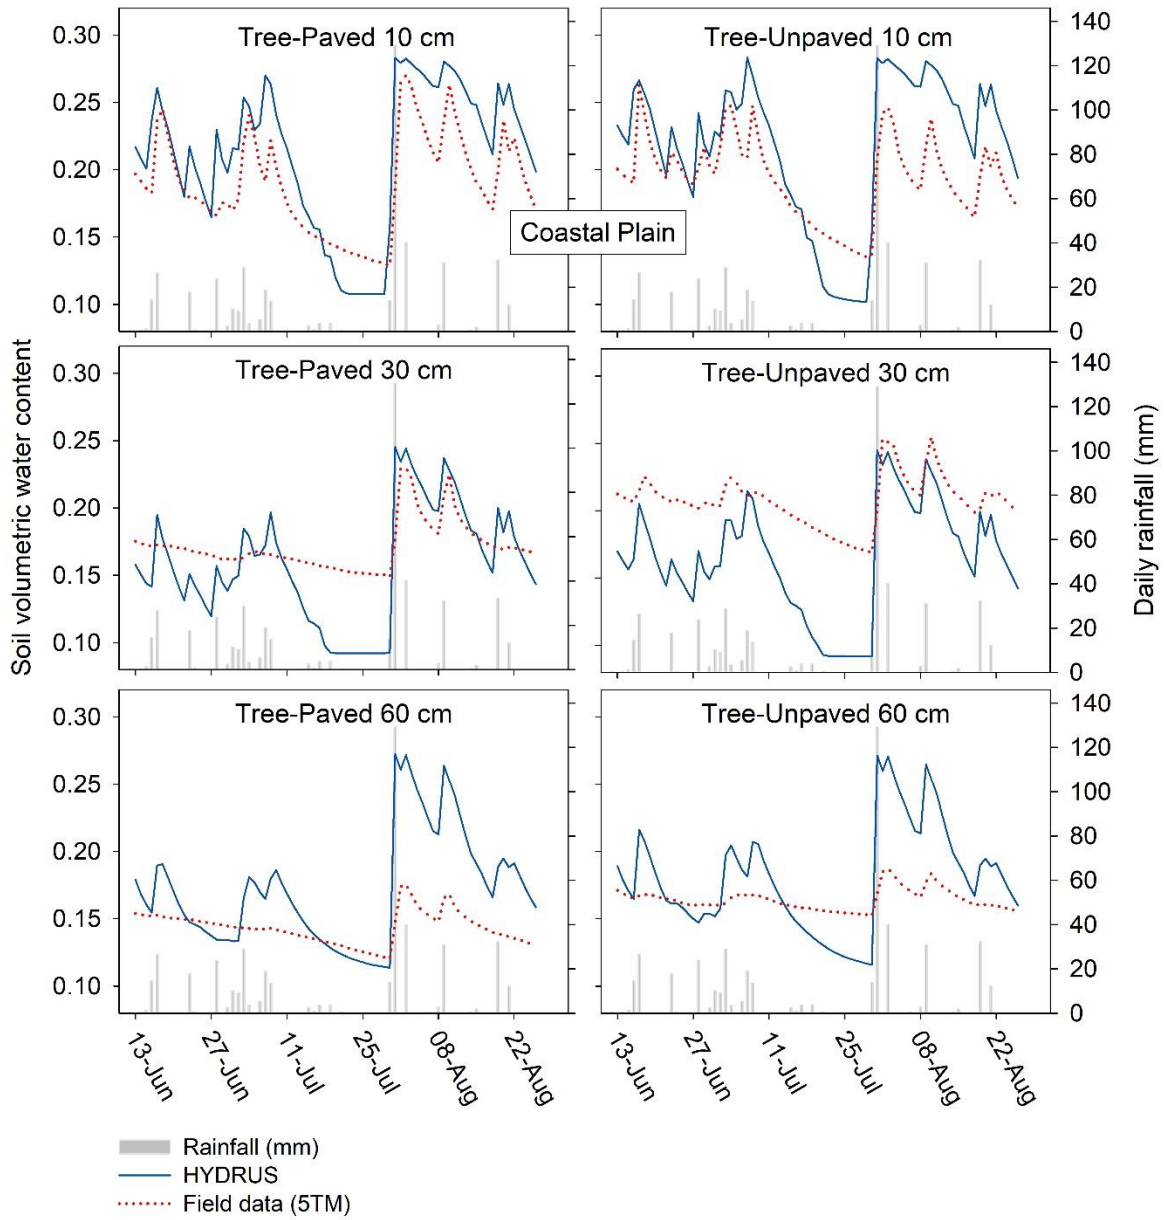 Tree-Paved 10 cm
Tree-Unpaved 10 cm
0.30
0.25
0.20
0.15
0.10
140
120
100
80
60
40
20
0
Coastal Plain
Soil volumetric water content
Daily rainfall (mm)
Tree-Paved 30 cm
Tree-Unpaved 30 cm
0.30
0.25
0.20
0.15
0.10
140
120
100
80
60
40
20
0
Tree-Paved 60 cm
Tree-Unpaved 60 cm
0.30
0.25
0.20
0.15
0.10
140
120
100
80
60
40
20
0
13-Jun
27-Jun
11-Jul
25-Jul
08-Aug
22-Aug
13-Jun
27-Jun
11-Jul
25-Jul
08-Aug
22-Aug
Rainfall (mm)
HYDRUS
Field data (5TM)